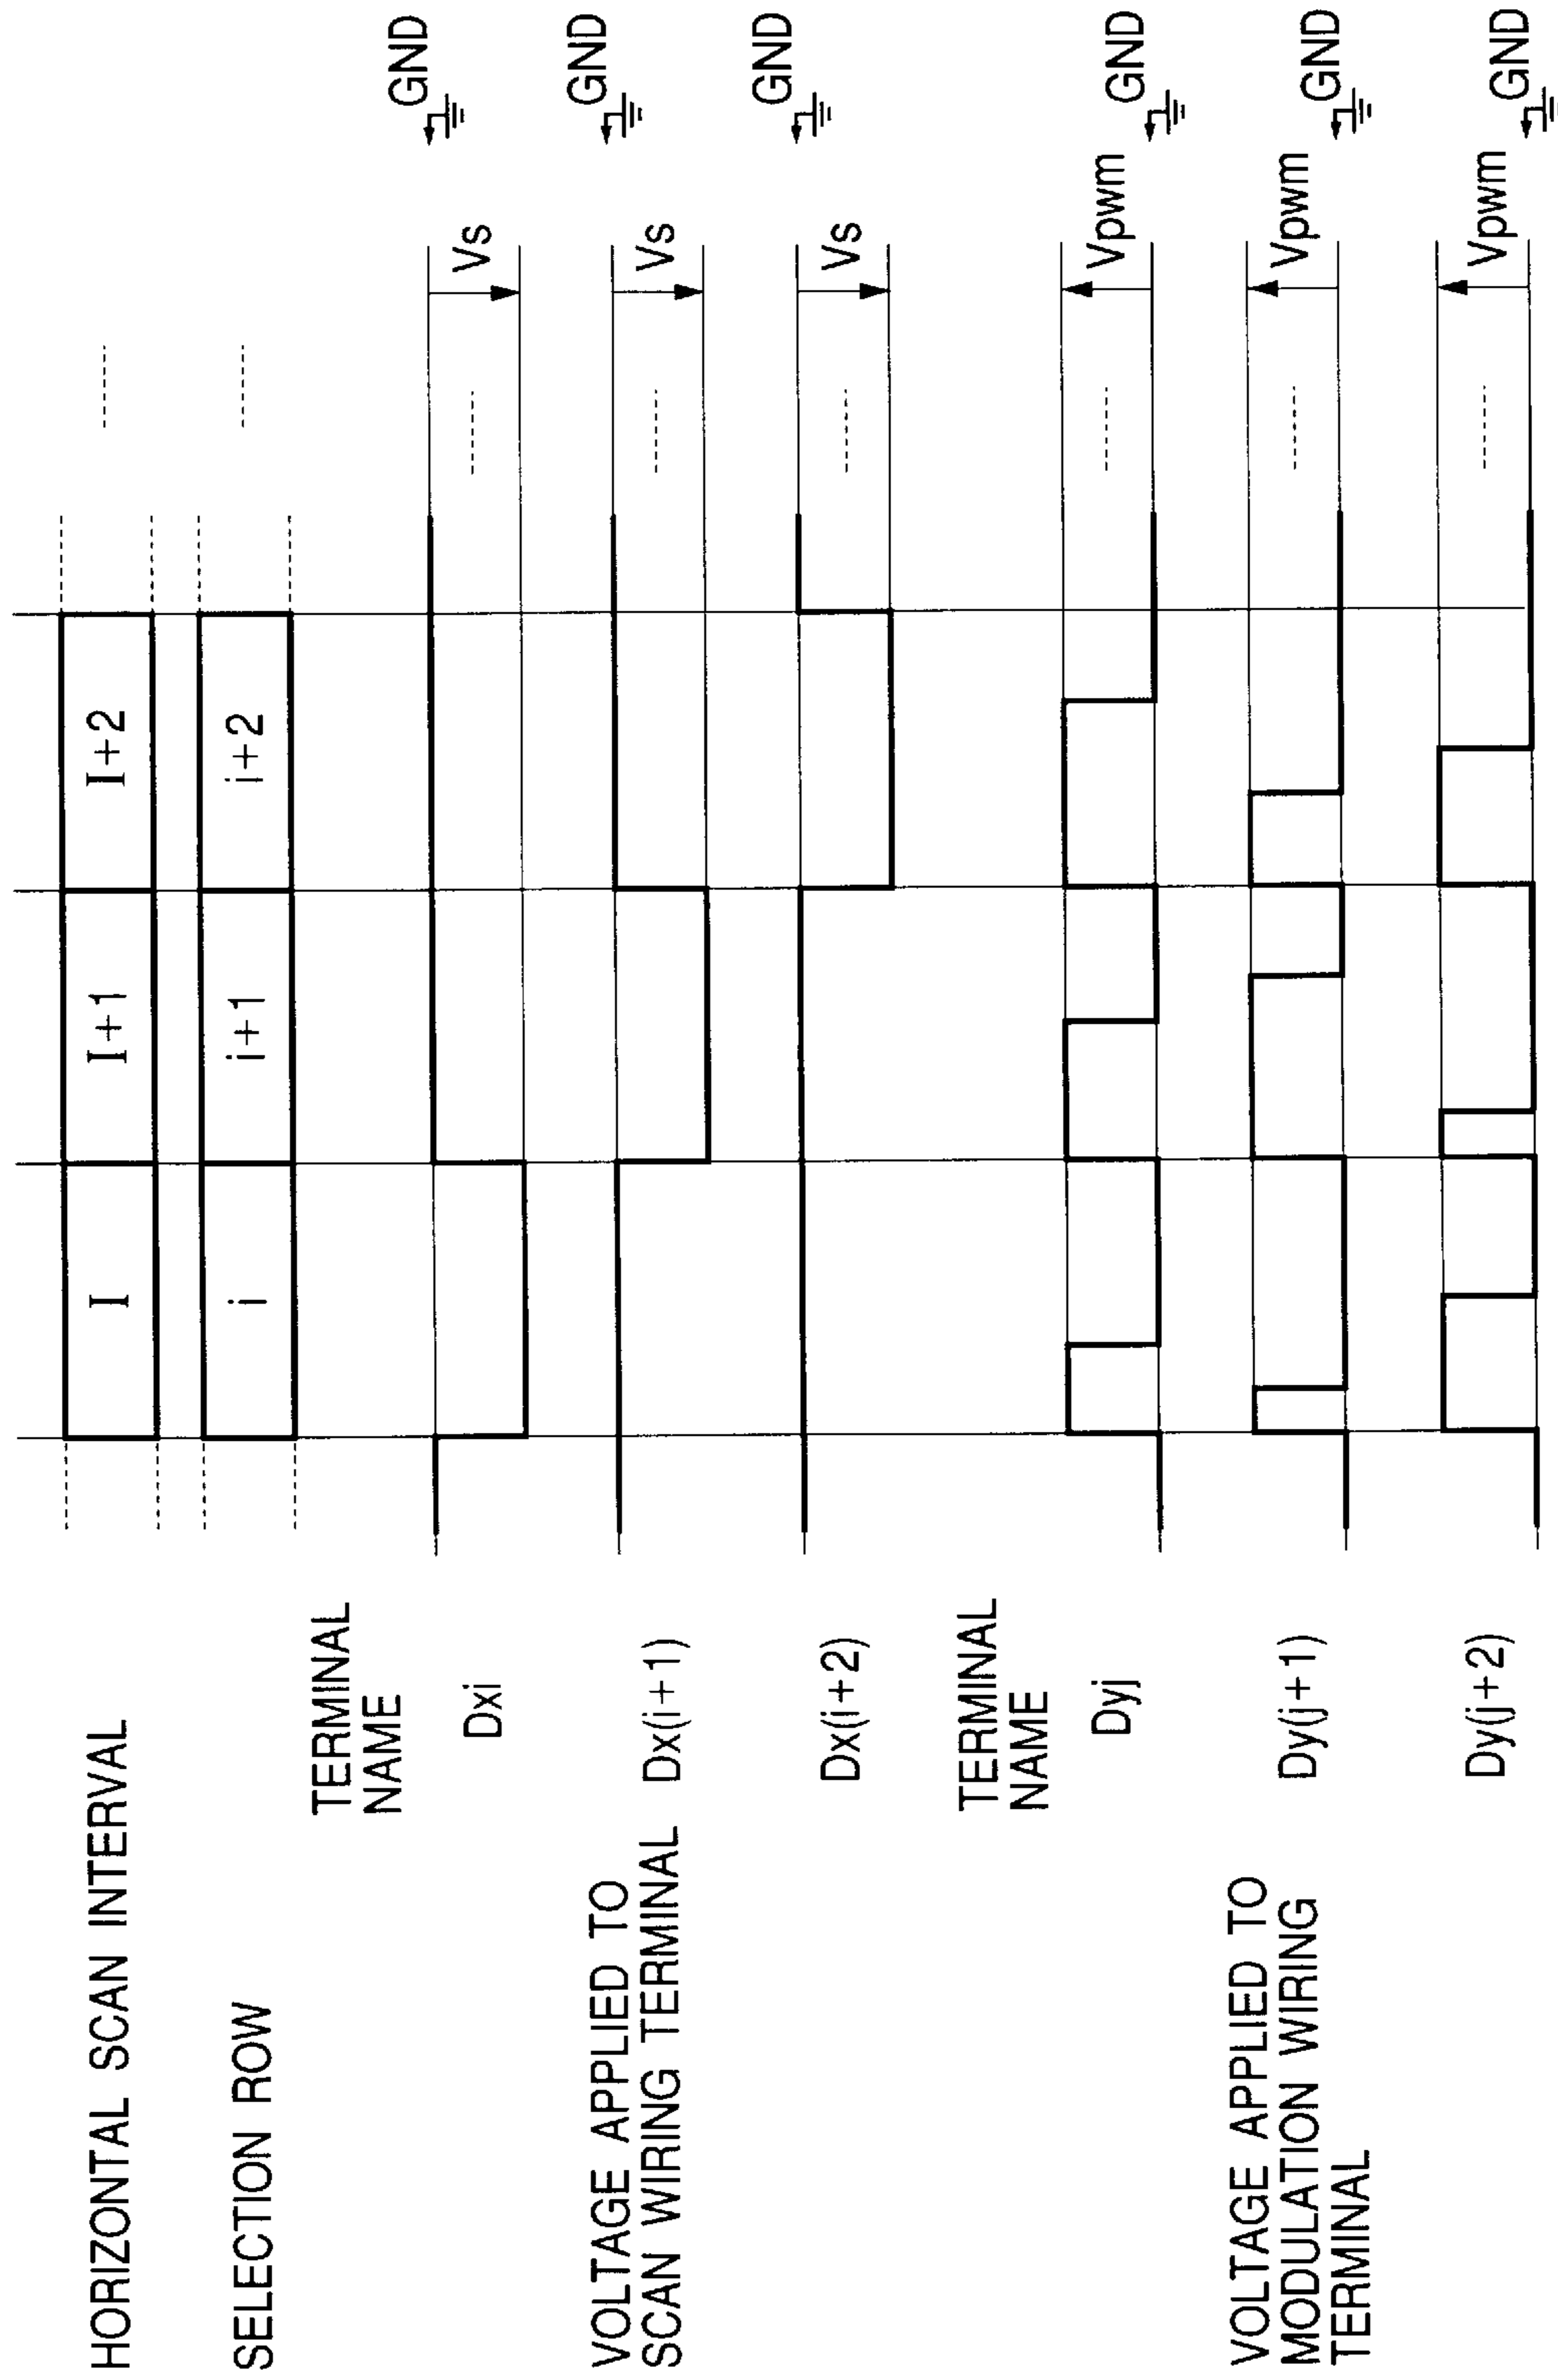 HORIZONTAL SCAN INTERVAL
I
I+1
I+2
SELECTION ROW
i
i+1
i+2
TERMINAL
NAME
GND
Dxi
Vs
VOLTAGE APPLIED TO
SCAN WIRING TERMINAL
GND
Dx(i+1)
Vs
GND
Dx(i+2)
Vs
TERMINAL
NAME
Dyj
Vpwm
GND
VOLTAGE APPLIED TO
MODULATION WIRING
TERMINAL
Dy(j+1)
Vpwm
GND
Dy(j+2)
Vpwm
GND